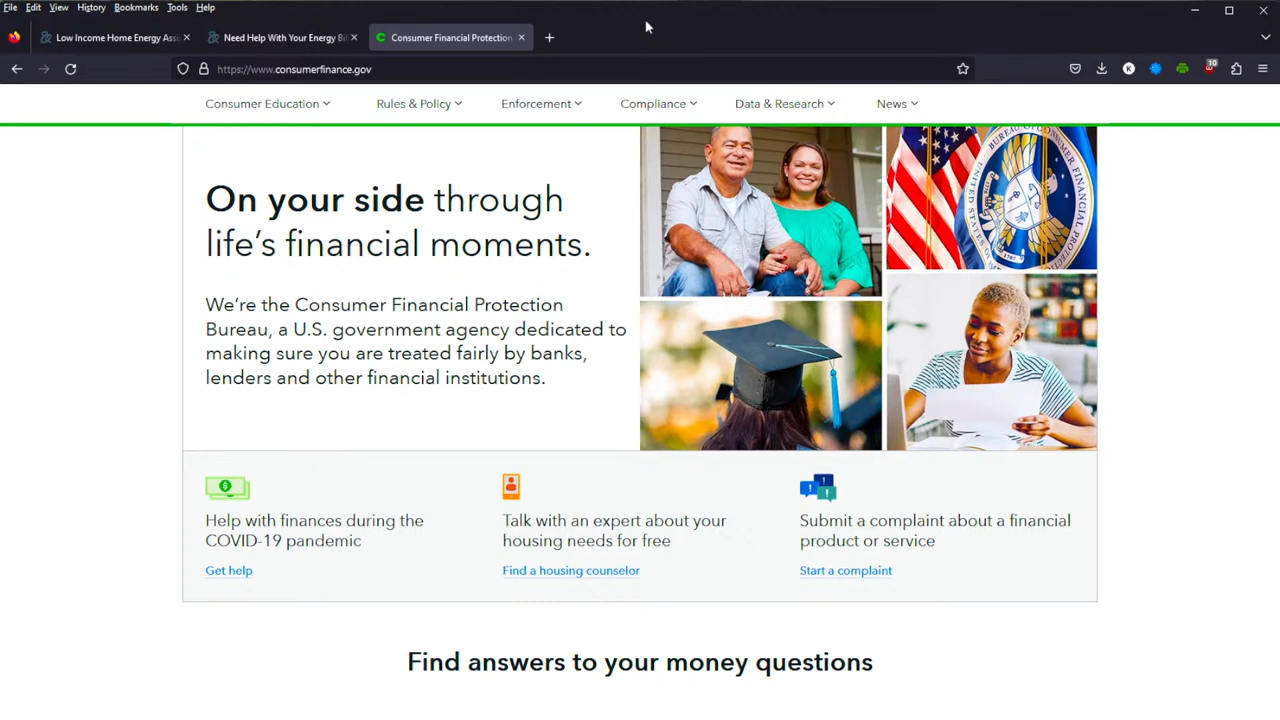 File Edit View History Bookmarks Tools Help
Low Income Home Energy Assi
Need Help With Your Energy Bi
Consumer Financial Protection
https://www.consumerfinance.gov
10
Consumer Education
Rules & Policy
Enforcement
Compliance
Data & Research
News
On your side through
life's financial moments.
We're the Consumer Financial Protection
Bureau, a U.S. government agency dedicated to
making sure you are treated fairly by banks,
lenders and other financial institutions.
Help with finances during the
COVID-19 pandemic
Get help
Talk with an expert about your
housing needs for free
Find a housing counselor
Submit a complaint about a financial
product or service
Start a complaint
Find answers to your money questions